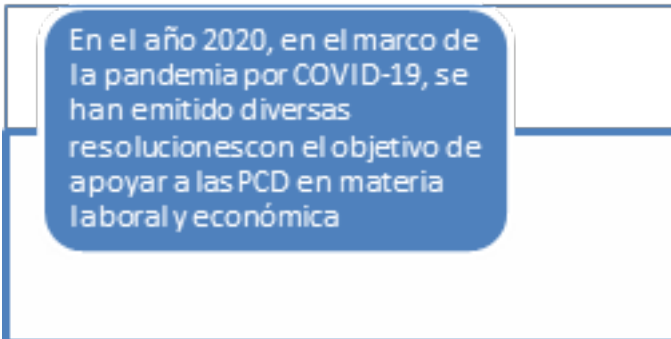 En el año 2020, en el marco de
la pandemia por COVID-19, se
han emitido diversas
resolucionescon el objetivo de
apoyar a las PCD en materia
laboral y económica